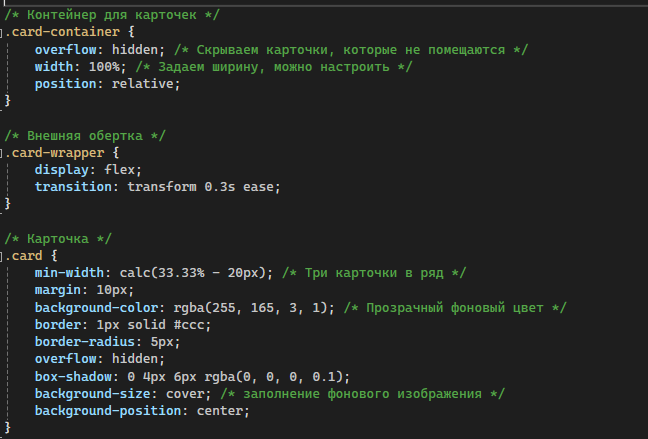 /* Контейнер для карточек */
.card-container {
    overflow: hidden; /* Скрываем карточки, которые не помещаются */
    width: 100%; /* Задаем ширину, можно настроить */
    position: relative;
}

/* Внешняя обертка */
.card-wrapper {
    display: flex;
    transition: transform 0.3s ease;
}

/* Карточка */
.card {
    min-width: calc(33.33% - 20px); /* Три карточки в ряд */
    margin: 10px;
    background-color: rgba(255, 165, 3, 1); /* Прозрачный фоновый цвет */
    border: 1px solid #ccc;
    border-radius: 5px;
    overflow: hidden;
    box-shadow: 0 4px 6px rgba(0, 0, 0, 0.1);
    background-size: cover; /* заполнение фонового изображения */
    background-position: center;
}